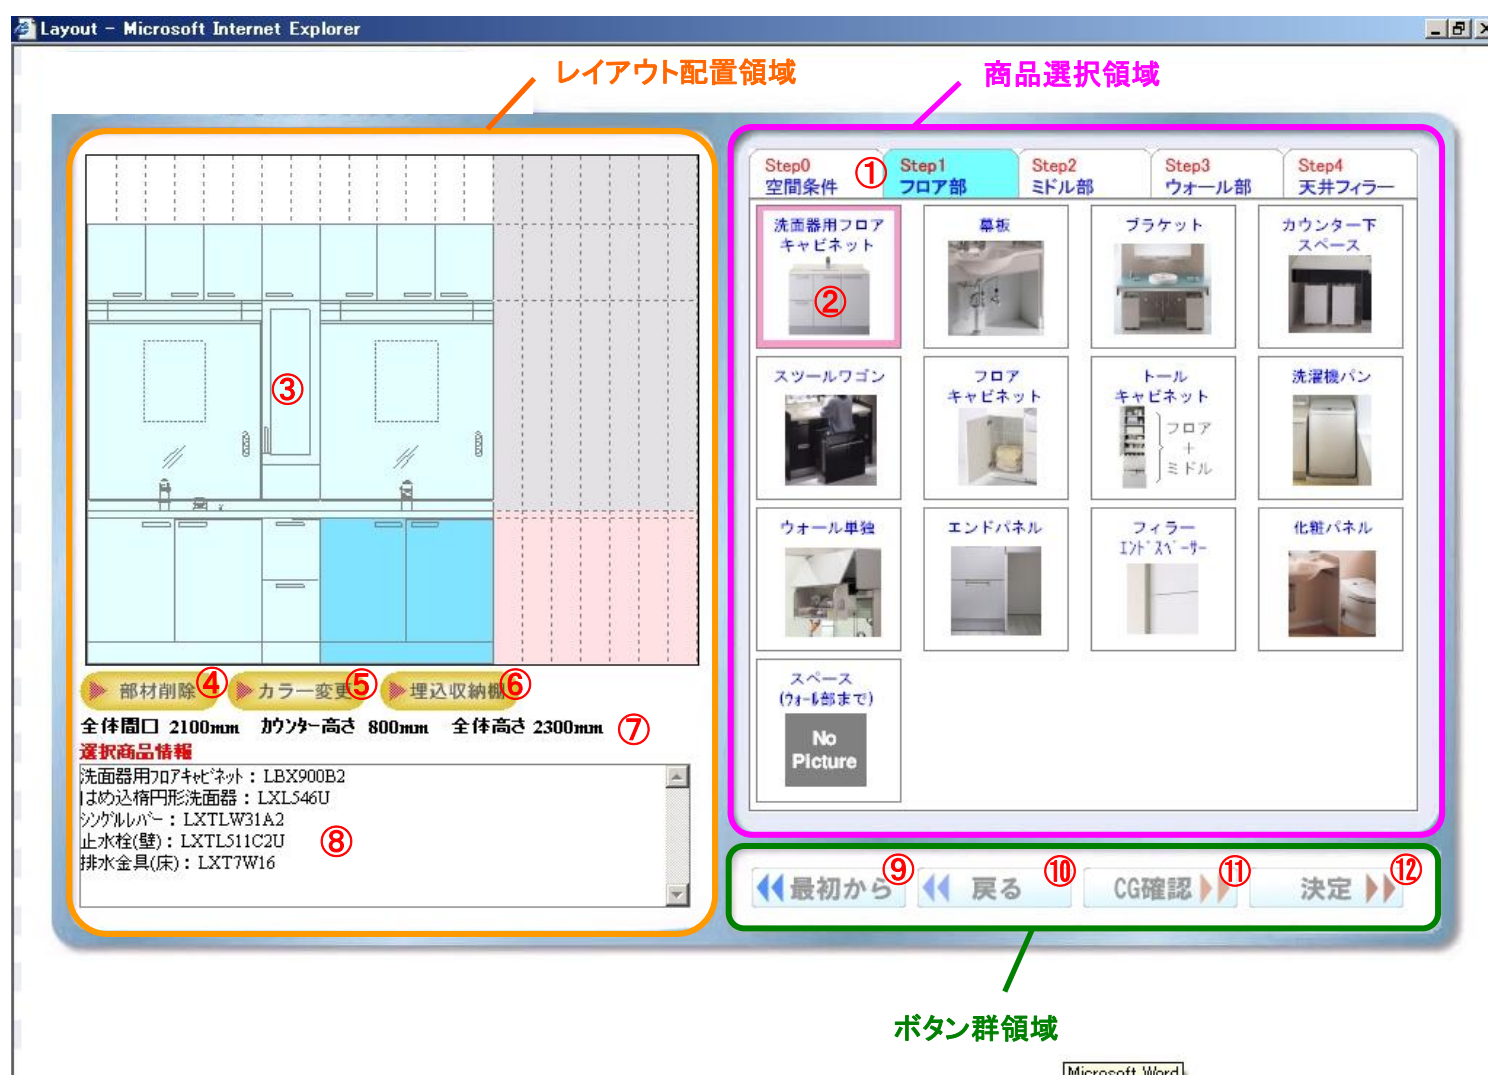 Layout - Microsoft Internet Explorer
レイアウト配置領域
商品選択領域
Step0
空間条件
①
Step1
フロア部
Step2
ミドル部
Step3
ウォール部
Step4
天井フィラー
洗面器用フロア
キャビネット
②
幕板
ブラケット
カウンター下
スペース
スツールワゴン
フロア
キャビネット
トール
キャビネット
フロア
+
ミドル
洗濯機パン
ウォール単独
エンドパネル
フィラー
エンドスペーサー
化粧パネル
スペース
(ウォール部まで)
No
Picture
③
部材削除 ④
カラー変更 ⑤
埋込収納棚 ⑥
全体間口 2100mm カウンター高さ 800mm 全体高さ 2300mm ⑦
選択商品情報
洗面器用フロアキャビネット：LBX900B2
はめ込楕円形洗面器：LXL546U
シングルレバー：LXTLW31A2
止水栓(壁)：LXTL511C2U
排水金具(床)：LXT7W16
⑧
最初から ⑨
戻る ⑩
CG確認 ⑪
決定 ⑫
ボタン群領域
Microsoft Word